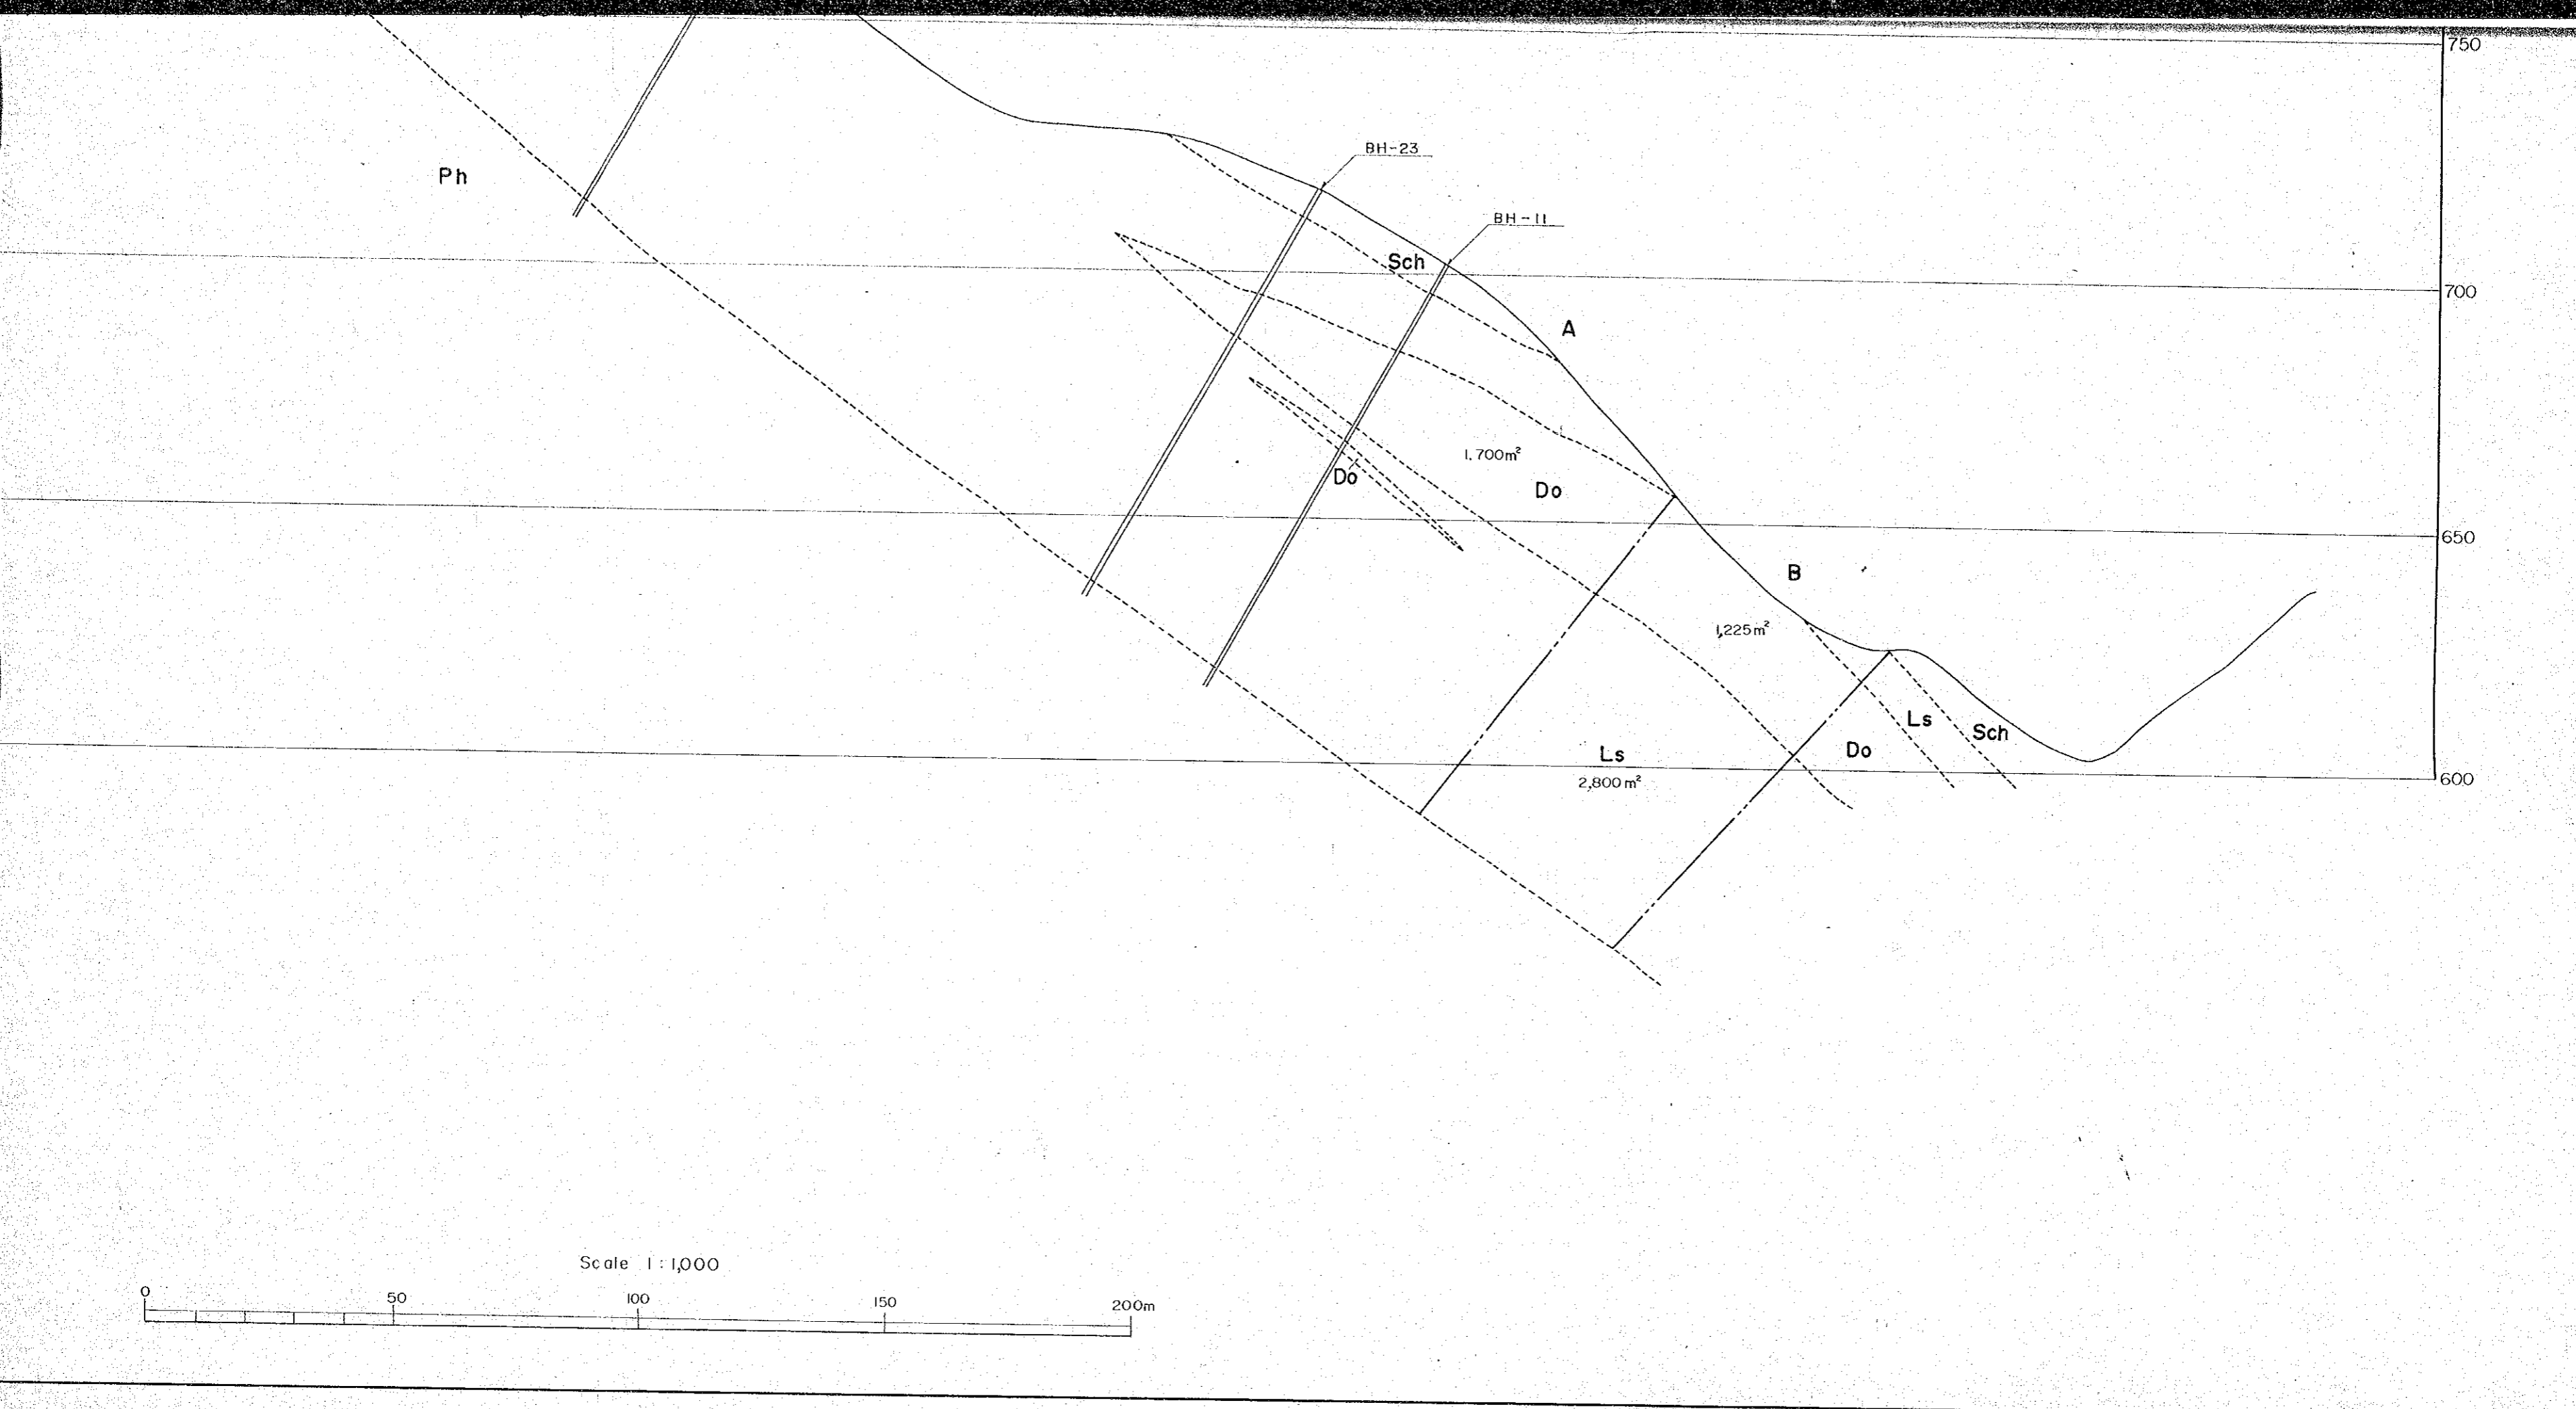 750
BH-23
Ph
BH-11
Sch
700
A
1,700m²
Do
Do
650
B
1,225m²
Ls
Sch
Do
Ls
2,800m²
600
Scale 1:1,000
0 50 100 150 200m